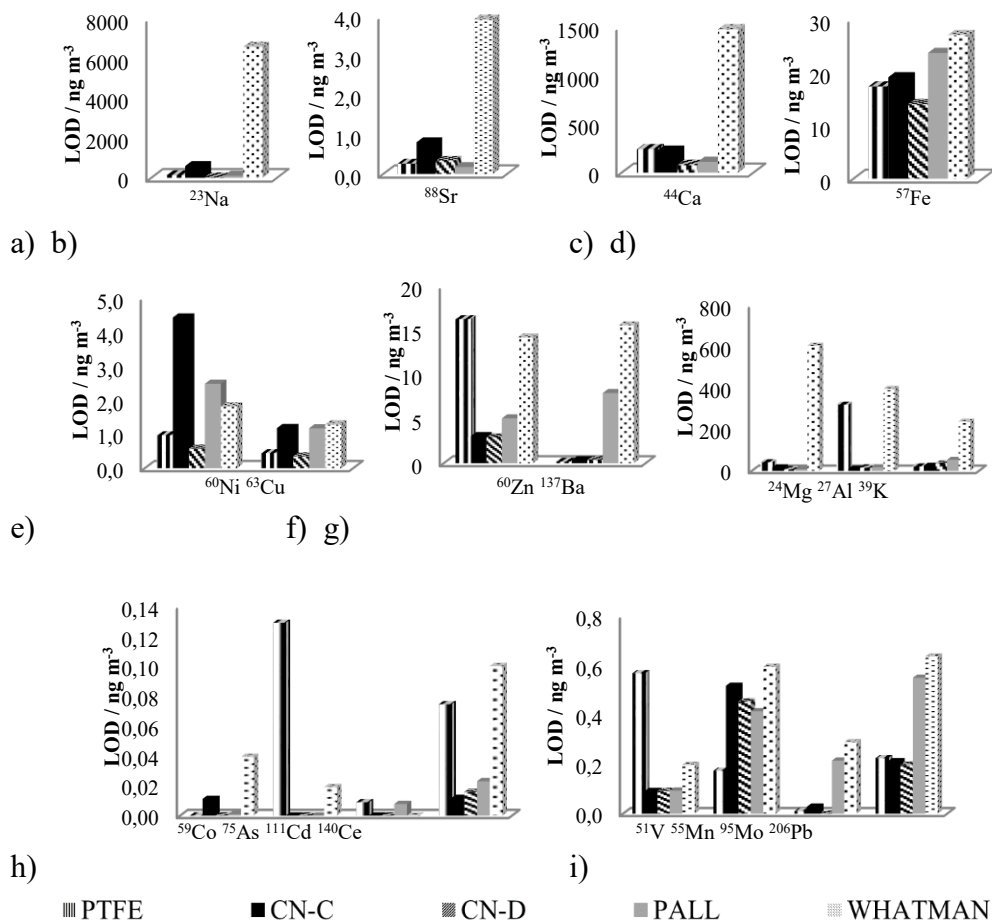 LOD / ng m-3
8000
6000
4000
2000
0
23Na
LOD / ng m-3
4,0
3,0
2,0
1,0
0,0
88Sr
LOD / ng m-3
1500
1000
500
0
44Ca
LOD / ng m-3
30
20
10
0
57Fe
a) b)
c) d)
LOD / ng m-3
5,0
4,0
3,0
2,0
1,0
0,0
60Ni 63Cu
LOD / ng m-3
20
15
10
5
0
60Zn 137Ba
LOD / ng m-3
800
600
400
200
0
24Mg 27Al 39K
e)
f) g)
LOD / ng m-3
0,14
0,12
0,10
0,08
0,06
0,04
0,02
0,00
59Co 75As 111Cd 140Ce
LOD / ng m-3
0,8
0,6
0,4
0,2
0,0
51V 55Mn 95Mo 206Pb
h)
i)
PTFE CN-C CN-D PALL WHATMAN